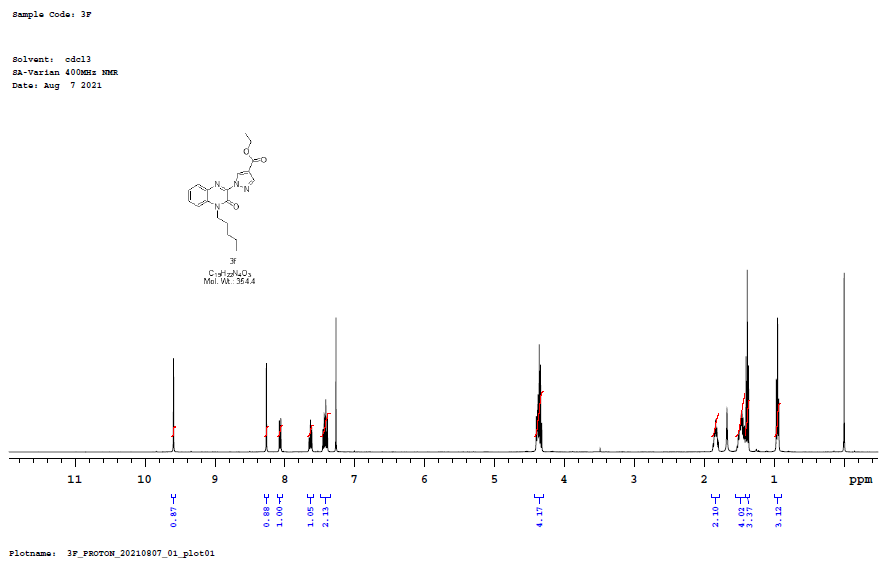 Sample Code: 3F
Solvent: cdcl3
SA-Varian 400MHz NMR
Date: Aug 7 2021
O
O
N
N
N
N
O
3f
C19H22N4O3
Mol. Wt.: 354.4
11 10 9 8 7 6 5 4 3 2 1 ppm
0.87 0.88 1.00 1.05 2.13 4.17 2.10 4.02 3.37 3.12
Plotname: 3F_PROTON_20210807_01_plot01